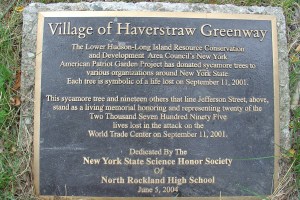 Village of Haverstraw Greenway
The Lower Hudson-Long Island Resource Conservation
and Development Area Council's New York
American Patriot Garden Project has donated sycamore trees to
various organizations around New York State.
Each tree is symbolic of a life lost on September 11, 2001.
This sycamore tree and nineteen others that line Jefferson Street, above,
stand as a living memorial honoring and representing twenty of the
Two Thousand Seven Hundred Ninety Five
lives lost in the attack on the
World Trade Center on September 11, 2001.
Dedicated By The
New York State Science Honor Society
Of
North Rockland High School
June 5, 2004